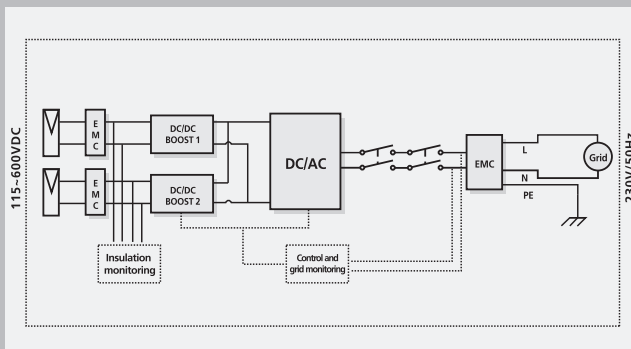 115~600VDC
E
M
C
DC/DC
BOOST 1
E
M
C
DC/DC
BOOST 2
DC/AC
EMC
L
N
PE
Grid
230V/50Hz
Insulation
monitoring
Control and
grid monitoring